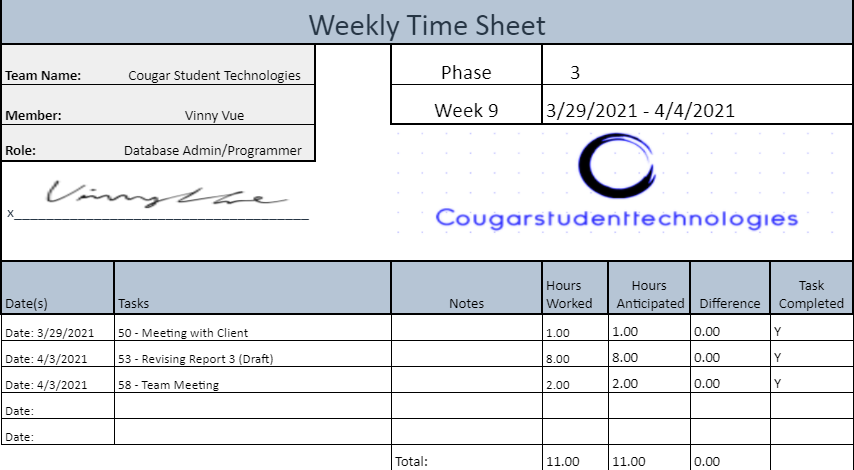 Weekly Time Sheet
Team Name: Cougar Student Technologies
Phase 3
Member: Vinny Vue
Week 9 3/29/2021 - 4/4/2021
Role: Database Admin/Programmer
Vinny Vue
x
Cougarstudenttechnologies
Date(s) Tasks Notes Hours Worked Hours Anticipated Difference Task Completed
Date: 3/29/2021 50 - Meeting with Client 1.00 1.00 0.00 Y
Date: 4/3/2021 53 - Revising Report 3 (Draft) 8.00 8.00 0.00 Y
Date: 4/3/2021 58 - Team Meeting 2.00 2.00 0.00 Y
Date:
Date:
Total: 11.00 11.00 0.00